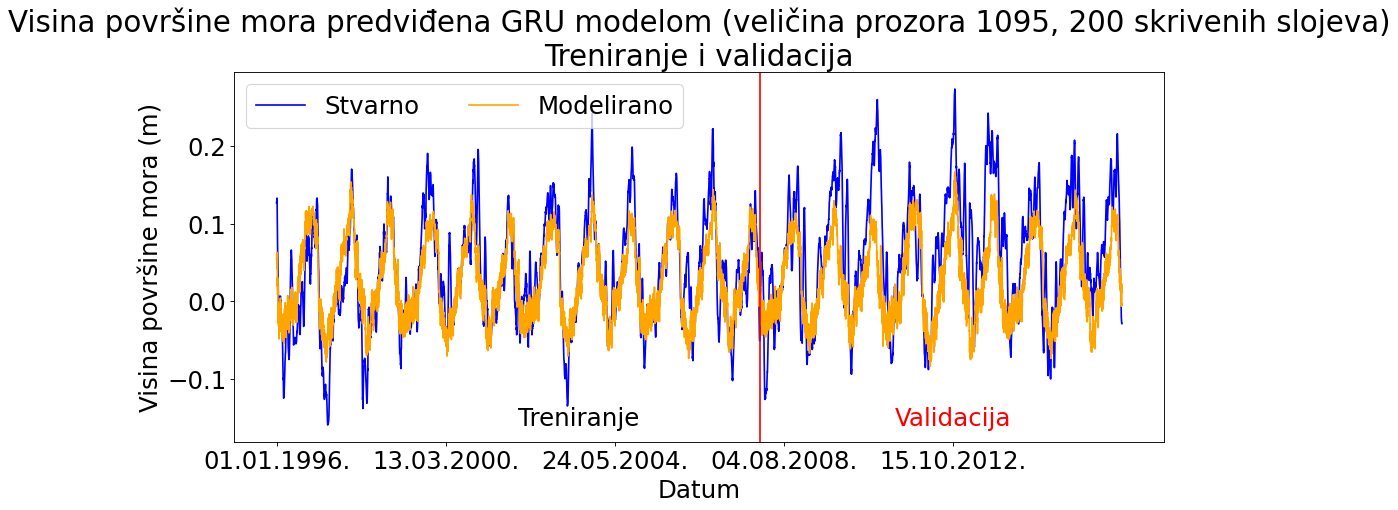 Visina površine mora predviđena GRU modelom (veličina prozora 1095, 200 skrivenih slojeva)
Treniranje i validacija
Stvarno
Modelirano
Visina površine mora (m)
0.2
0.1
0.0
−0.1
Treniranje
Validacija
01.01.1996.
13.03.2000.
24.05.2004.
04.08.2008.
15.10.2012.
Datum